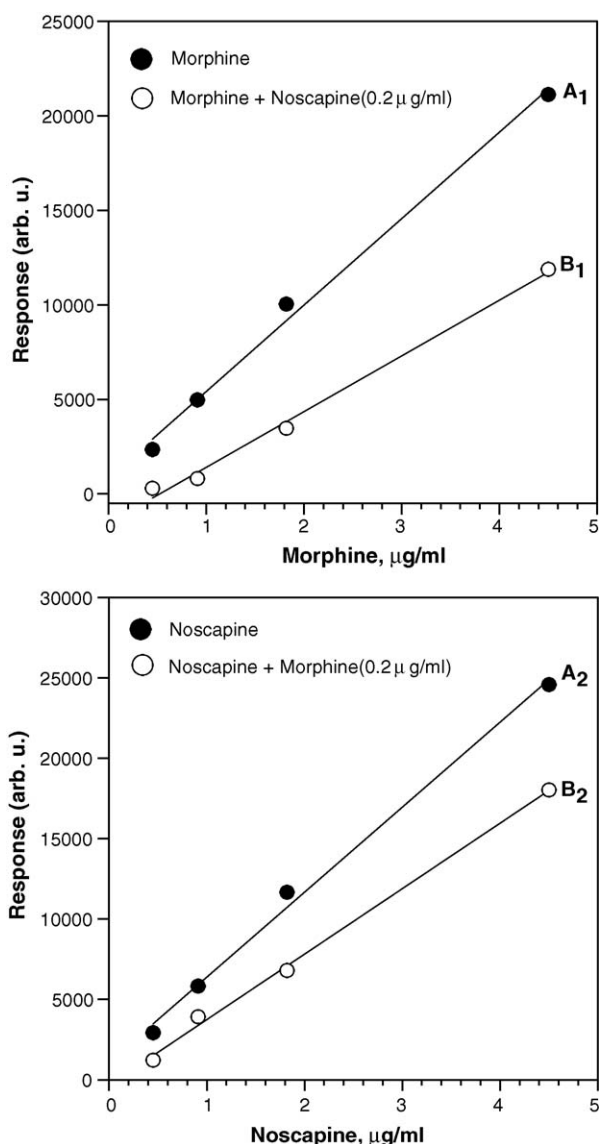 25000
20000
15000
10000
5000
0
Response (arb. u.)
Morphine
Morphine + Noscapine(0.2μ g/ml)
A1
B1
0 1 2 3 4 5
Morphine, μg/ml
30000
25000
20000
15000
10000
5000
0
Response (arb. u.)
Noscapine
Noscapine + Morphine(0.2μ g/ml)
A2
B2
0 1 2 3 4 5
Noscapine, μg/ml